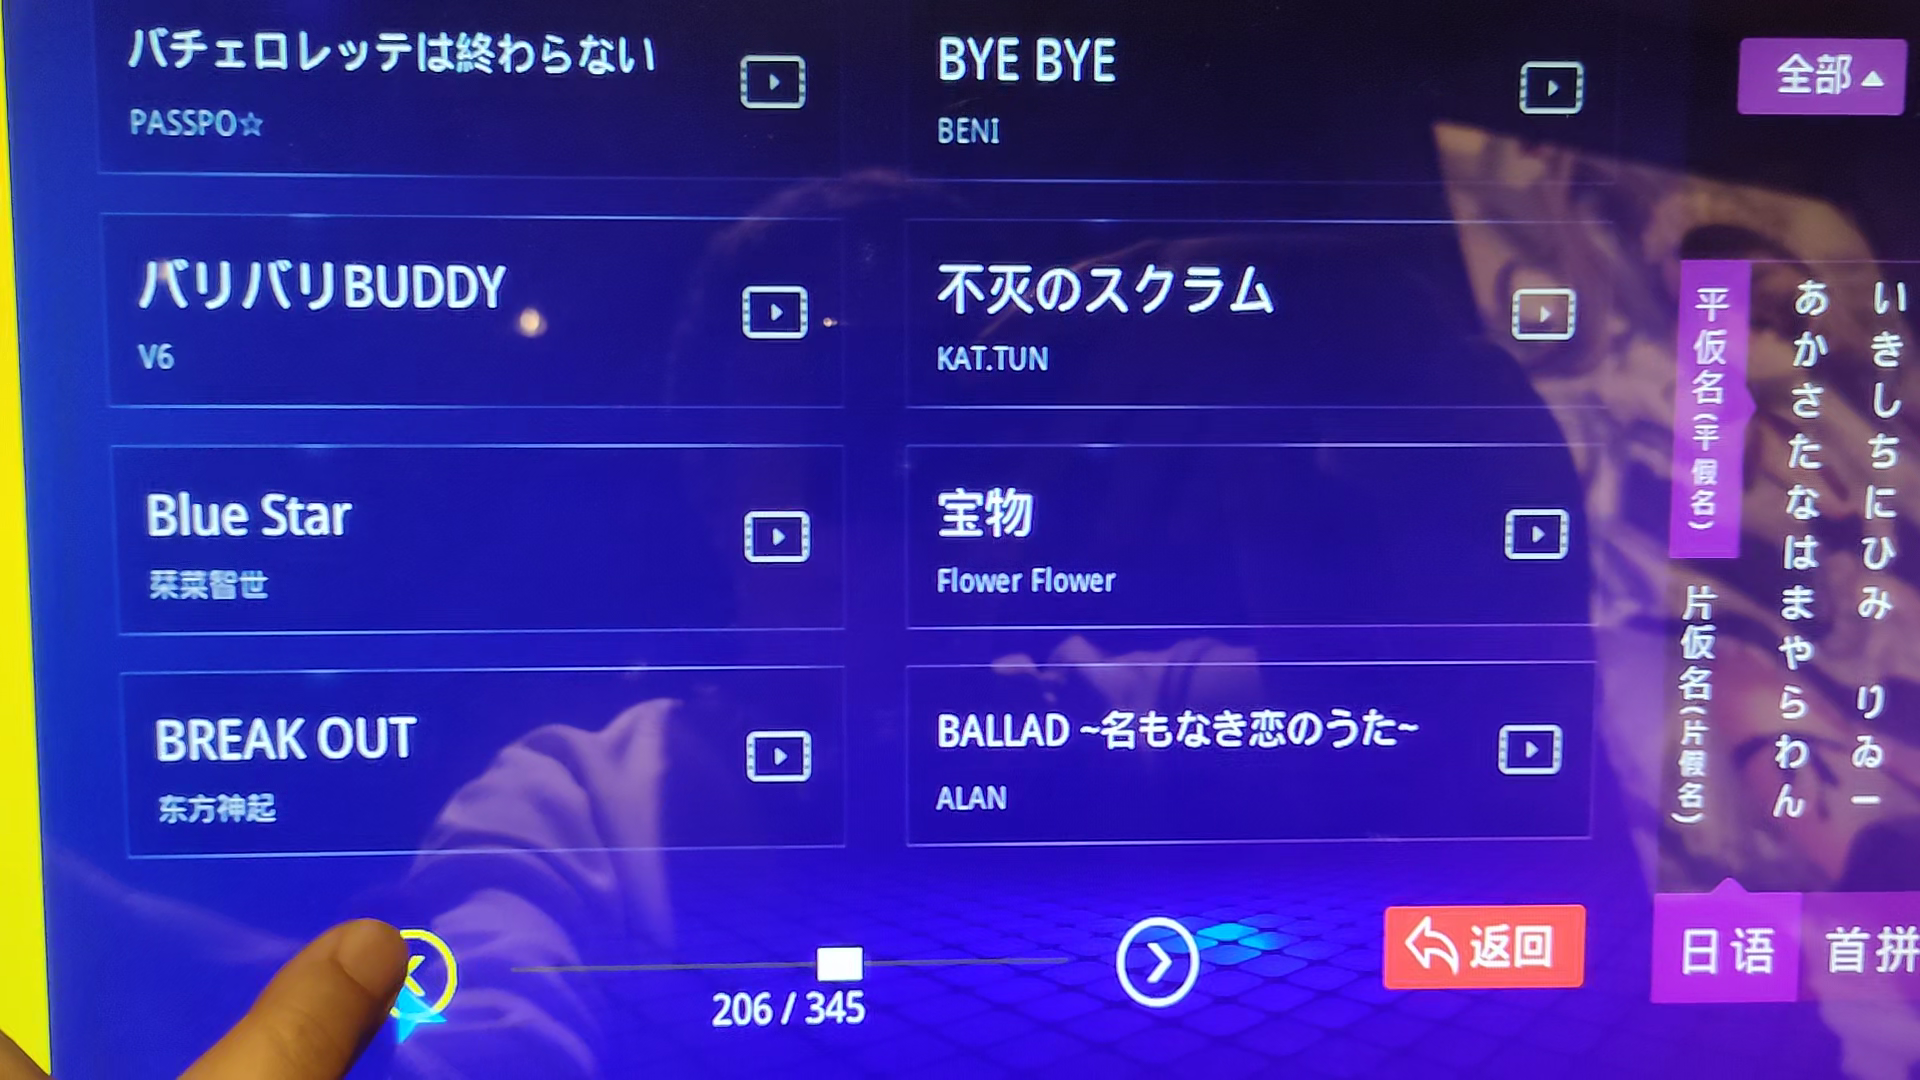 バチェロレッテは終わらない
PASSPO☆
BYE BYE
BENI
バリバリBUDDY
V6
不灭のスクラム
KAT.TUN
Blue Star
栞菜智世
宝物
Flower Flower
BREAK OUT
东方神起
BALLAD ~名もなき恋のうた~
ALAN
206 / 345
返回
全部
平仮名(平假名)
片仮名(片假名)
あかさたなはまやらわん
いきしちにひみ りゐー
日语
首拼